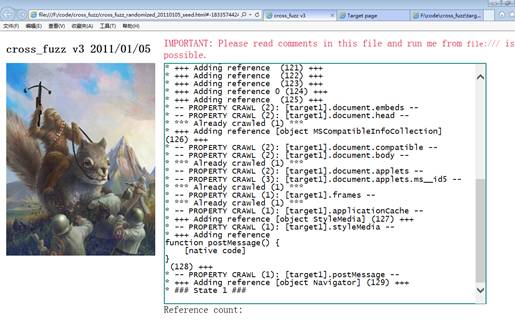 file:///F:/code/cross_fuzz/cross_fuzz_randomized_20110105_seed.html#-1833574424
cross_fuzz v3
Target page
F:\code\cross_fuzz\targ...
文件(F) 编辑(E) 查看(V) 收藏夹(A) 工具(T) 帮助(H)
cross_fuzz v3 2011/01/05
IMPORTANT: Please read comments in this file and run me from file:/// is
possible.
* +++ Adding reference (121) +++
* +++ Adding reference (122) +++
* +++ Adding reference (123) +++
* +++ Adding reference 0 (124) +++
* +++ Adding reference (125) +++
* -- PROPERTY CRAWL (2): [target1].document.embeds --
* -- PROPERTY CRAWL (2): [target1].document.head --
* *** Already crawled (1) ***
* +++ Adding reference [object MSCompatibleInfoCollection]
(126) +++
* -- PROPERTY CRAWL (2): [target1].document.compatible --
* -- PROPERTY CRAWL (2): [target1].document.body --
* *** Already crawled (1) ***
* -- PROPERTY CRAWL (2): [target1].document.applets --
* -- PROPERTY CRAWL (3): [target1].document.applets.ms__id5 --
* *** Already crawled (1) ***
* -- PROPERTY CRAWL (1): [target1].frames --
* -- PROPERTY CRAWL (1): [target1].applicationCache --
* +++ Adding reference [object StyleMedia] (127) +++
* -- PROPERTY CRAWL (1): [target1].styleMedia --
* +++ Adding reference
function postMessage() {
[native code]
}
(128) +++
* -- PROPERTY CRAWL (1): [target1].postMessage --
* +++ Adding reference [object Navigator] (129) +++
* ### State 1 ###
Reference count: